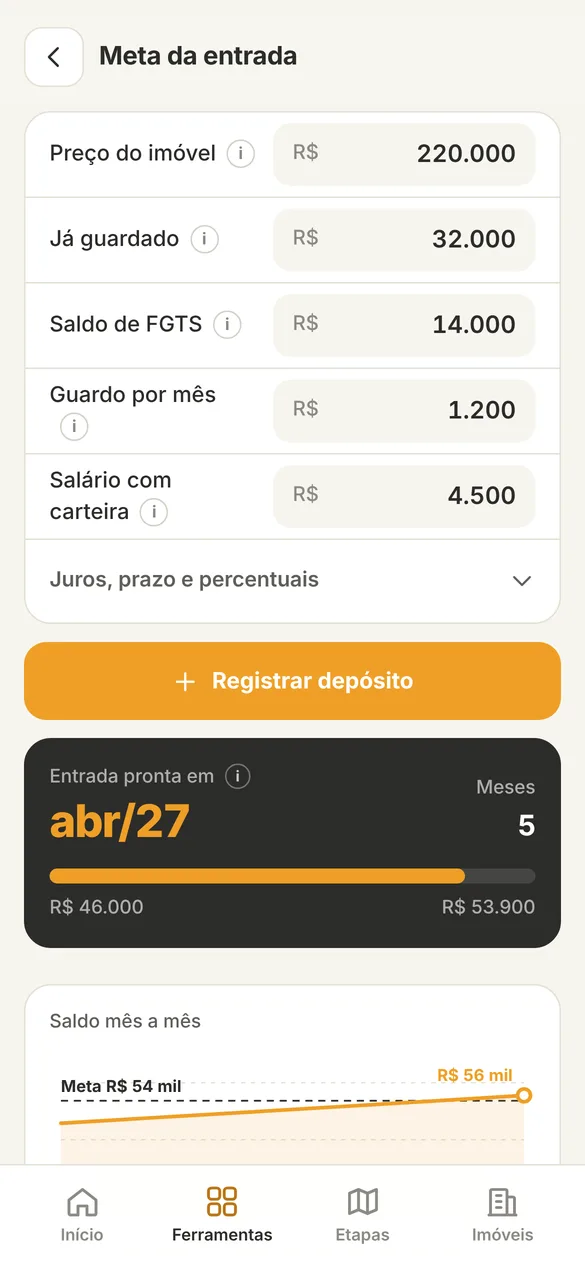 Meta da entrada
Preço do imóvel i R$ 220.000
Já guardado i R$ 32.000
Saldo de FGTS i R$ 14.000
Guardo por mês
i R$ 1.200
Salário com
carteira i R$ 4.500
Juros, prazo e percentuais
+ Registrar depósito
Entrada pronta em i
abr/27
Meses
5
R$ 46.000 R$ 53.900
Saldo mês a mês
R$ 56 mil
Meta R$ 54 mil
Início Ferramentas Etapas Imóveis